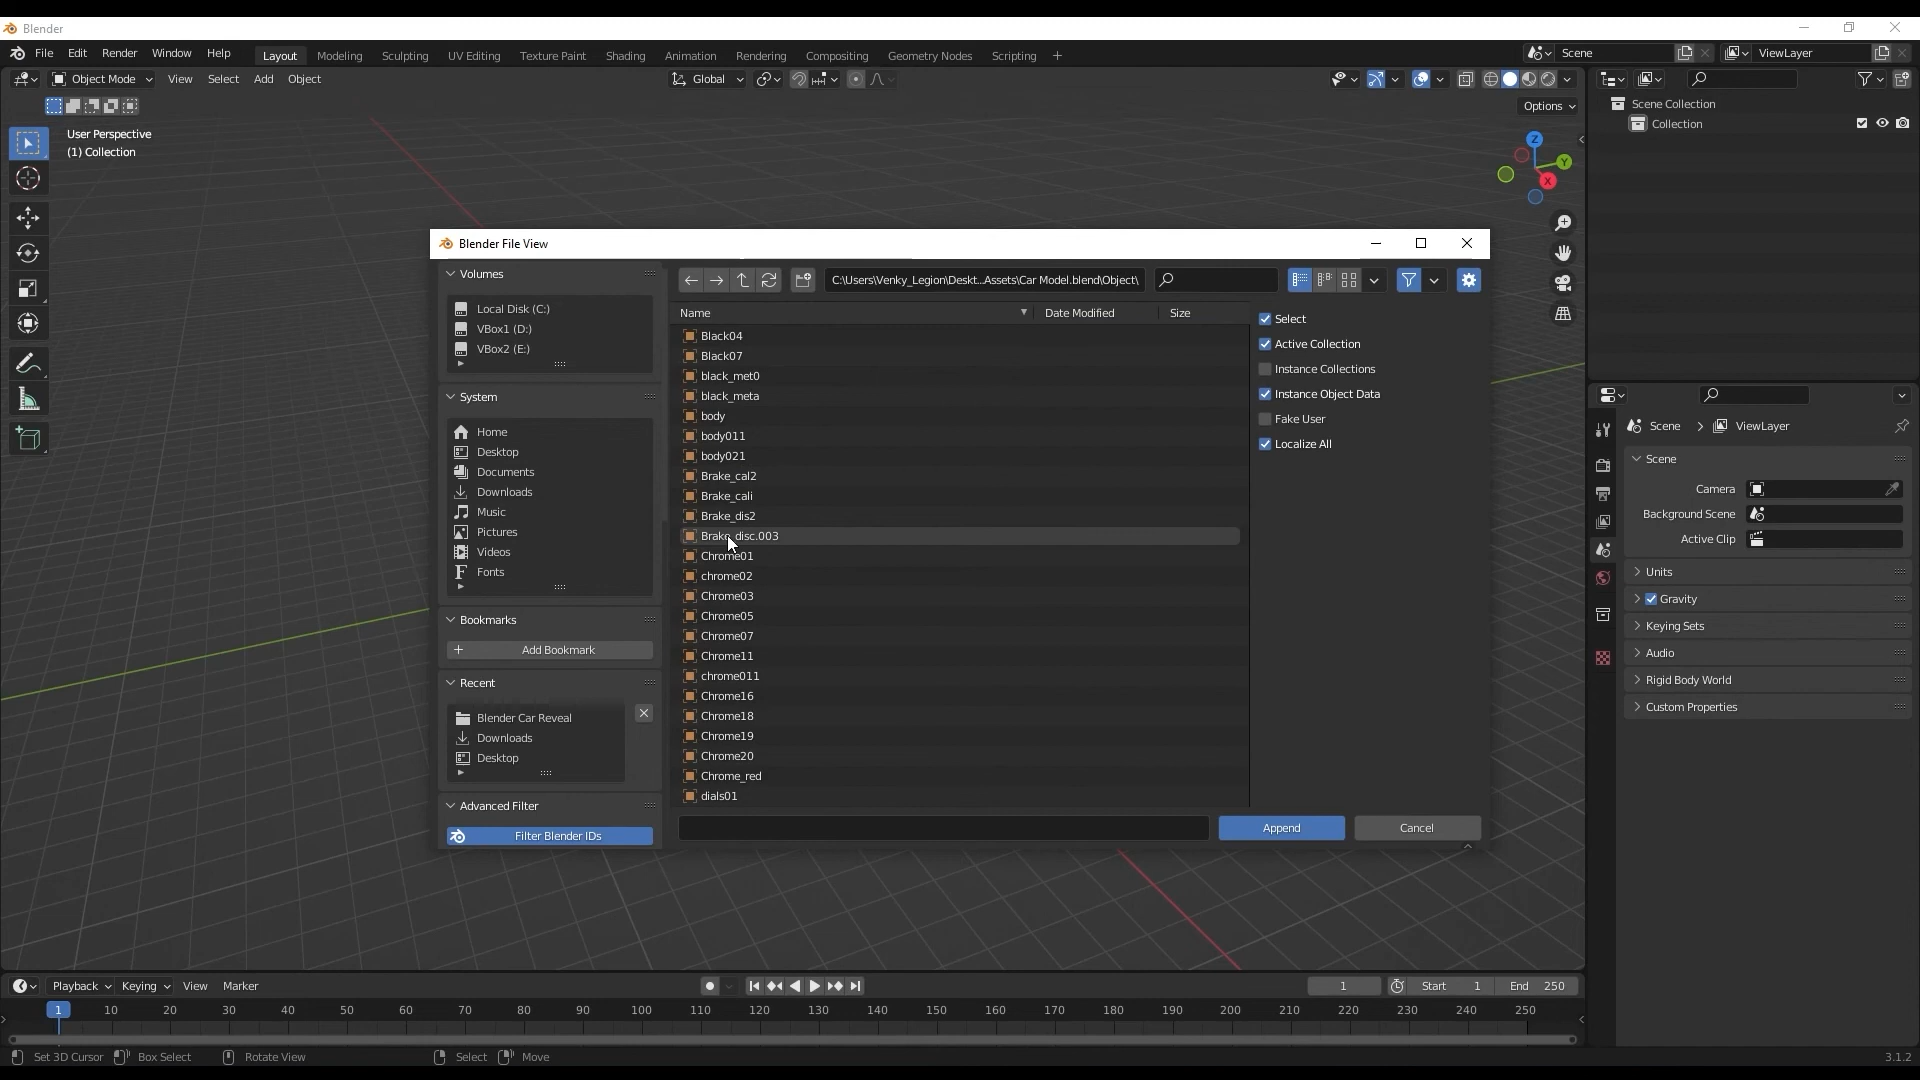 Blender
File Edit Render Window Help Layout Modeling Sculpting UV Editing Texture Paint Shading Animation Rendering Compositing Geometry Nodes Scripting + Scene ViewLayer
Object Mode View Select Add Object Global
Options
User Perspective
(1) Collection
Scene Collection
Collection
Z
Y
X
Blender File View
Volumes
Local Disk (C:)
VBox1 (D:)
VBox2 (E:)
System
Home
Desktop
Documents
Downloads
Music
Pictures
Videos
Fonts
Bookmarks
+ Add Bookmark
Recent
Blender Car Reveal
Downloads
Desktop
Advanced Filter
Filter Blender IDs
C:\Users\Venky_Legion\Deskt...Assets\Car Model.blend\Object\
Name Date Modified Size
Black04
Black07
black_met0
black_meta
body
body011
body021
Brake_cal2
Brake_cali
Brake_dis2
Brake_disc.003
Chrome01
chrome02
Chrome03
Chrome05
Chrome07
Chrome11
chrome011
Chrome16
Chrome18
Chrome19
Chrome20
Chrome_red
dials01
Select
Active Collection
Instance Collections
Instance Object Data
Fake User
Localize All
Append Cancel
Scene > ViewLayer
Scene
Camera
Background Scene
Active Clip
Units
Gravity
Keying Sets
Audio
Rigid Body World
Custom Properties
Playback Keying View Marker 1 Start 1 End 250
1 10 20 30 40 50 60 70 80 90 100 110 120 130 140 150 160 170 180 190 200 210 220 230 240 250
Set 3D Cursor Box Select Rotate View Select Move 3.1.2